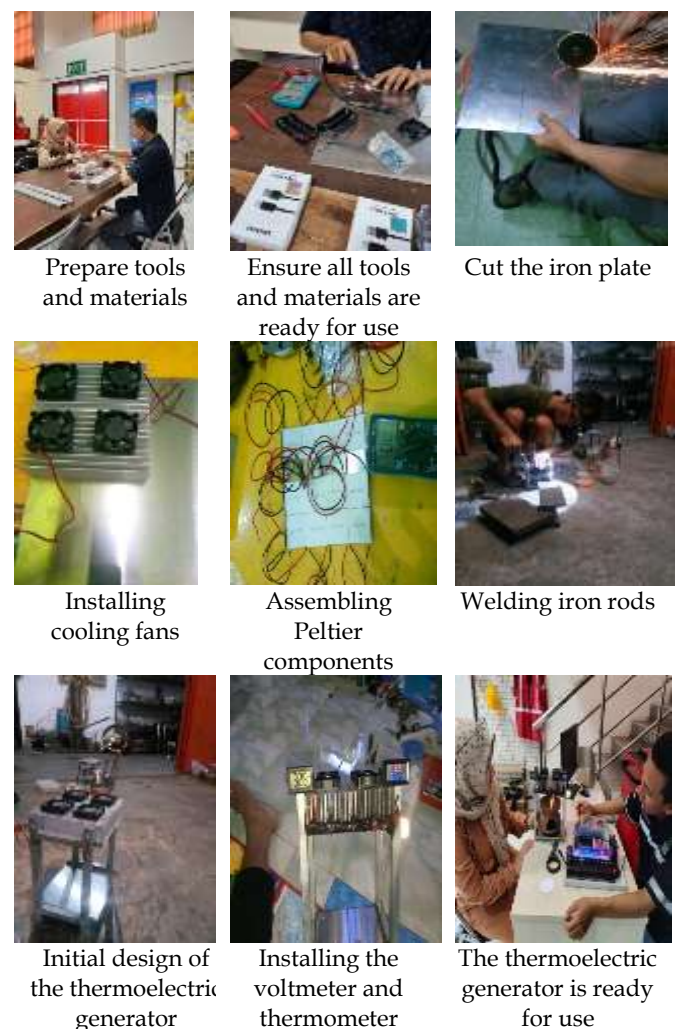 Prepare tools
and materials
Ensure all tools
and materials are
ready for use
Cut the iron plate
Installing
cooling fans
Assembling
Peltier
components
Welding iron rods
Initial design of
the thermoelectric
generator
Installing the
voltmeter and
thermometer
The thermoelectric
generator is ready
for use